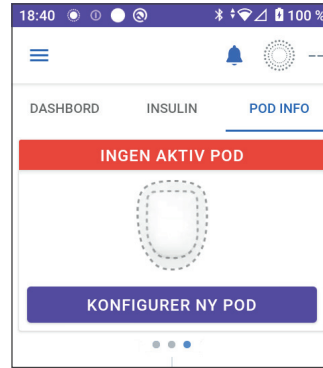 18:40 100 %
--
DASHBORD INSULIN POD INFO
INGEN AKTIV POD
KONFIGURER NY POD